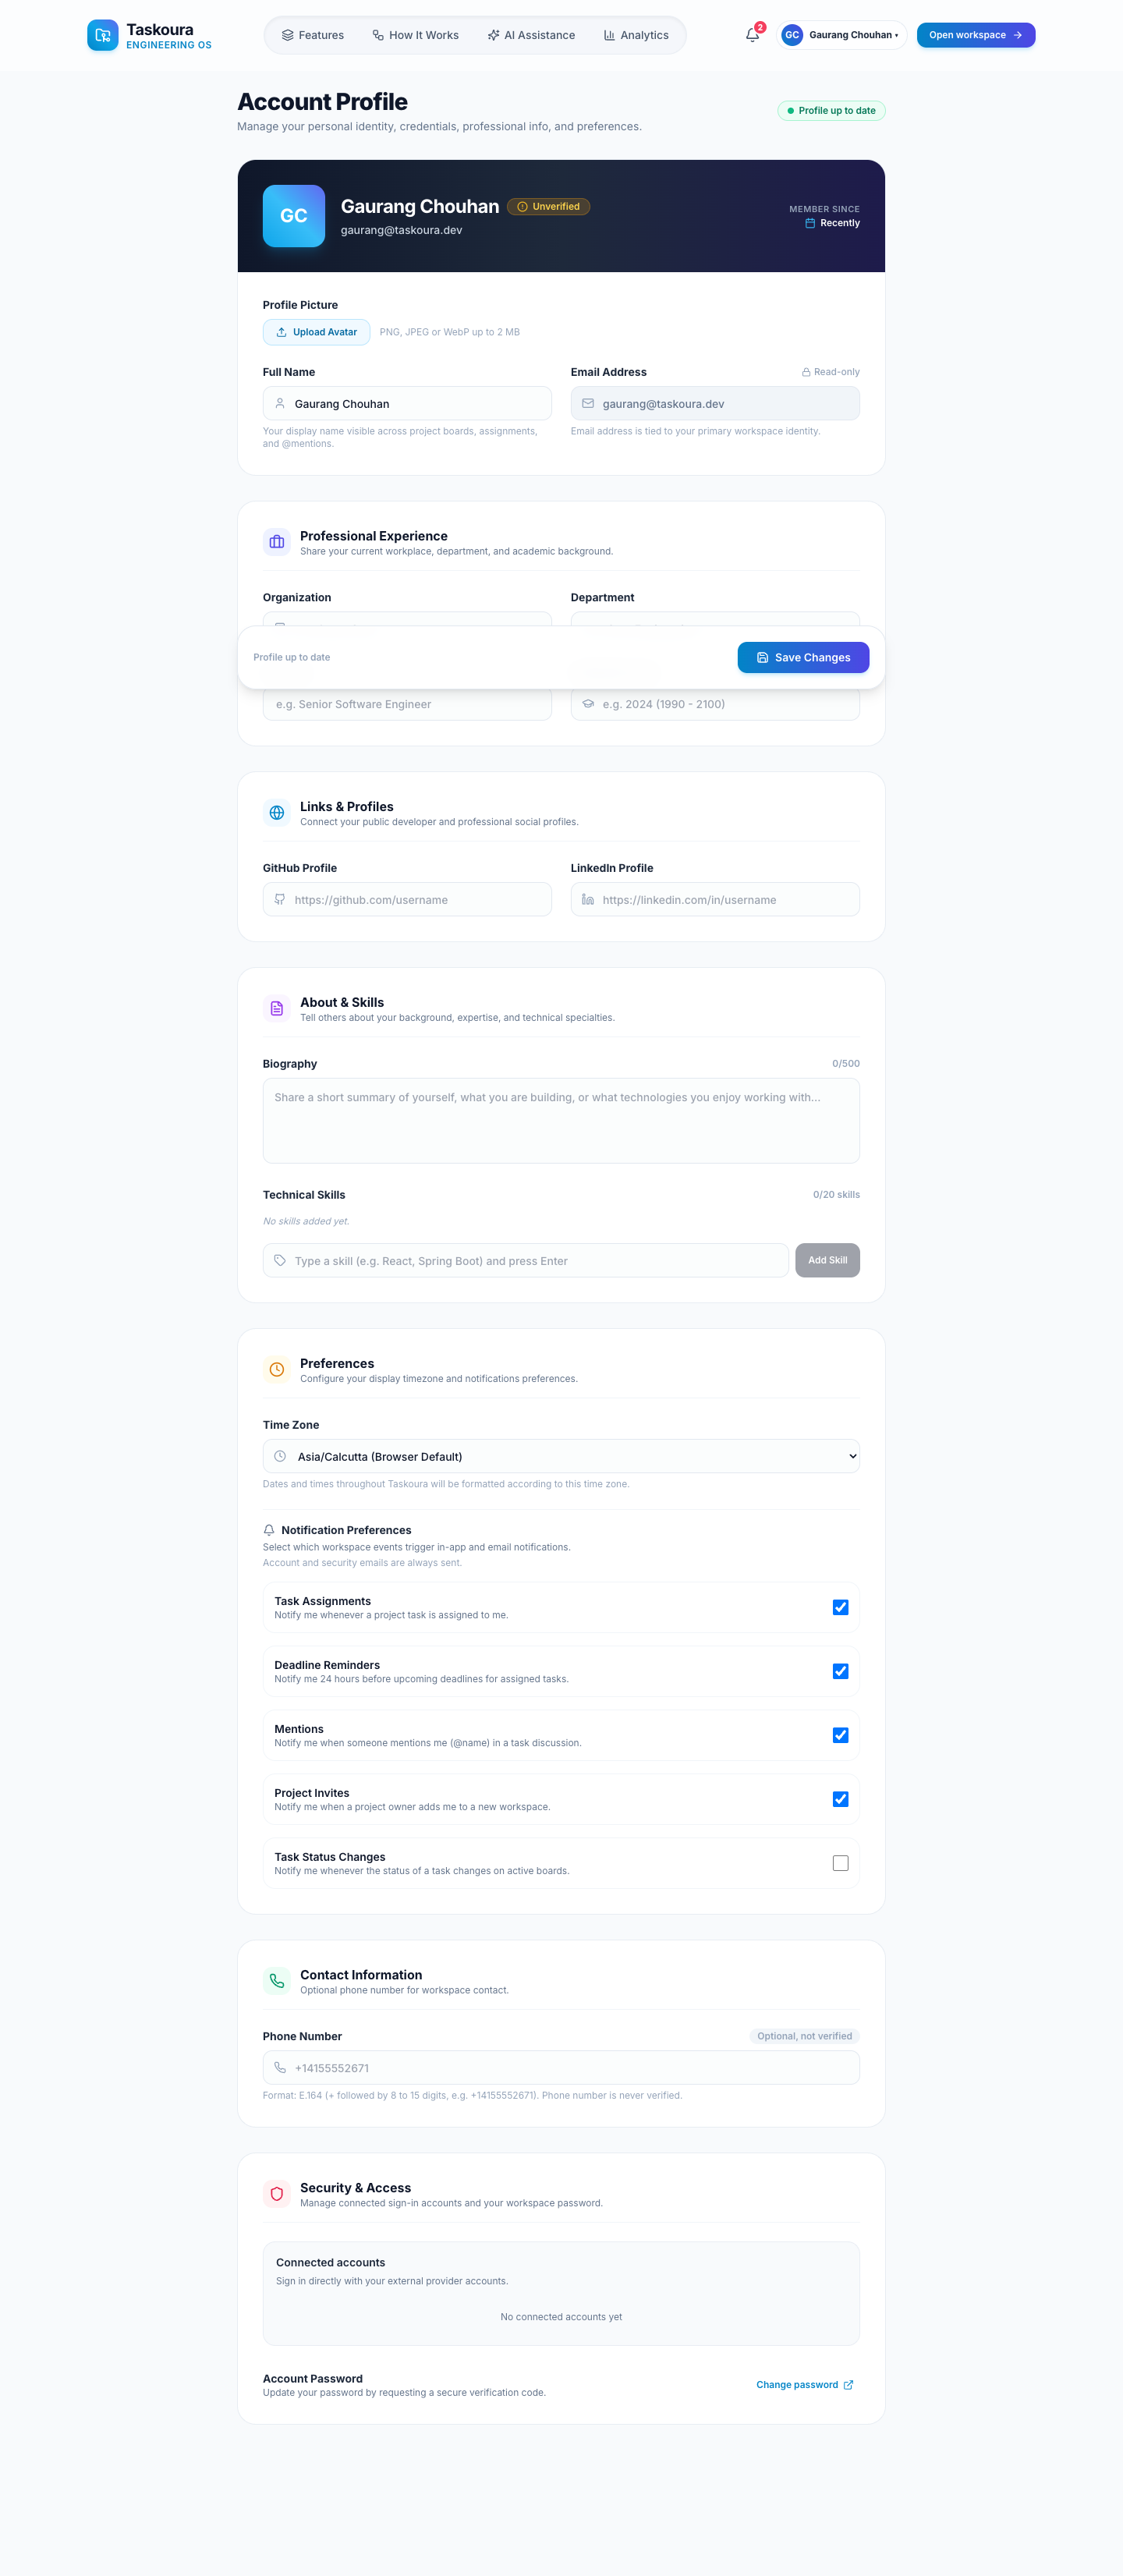 Taskoura
ENGINEERING OS
Features
How It Works
AI Assistance
Analytics
2
GC
Gaurang Chouhan
Open workspace
Account Profile
Manage your personal identity, credentials, professional info, and preferences.
Profile up to date
GC
Gaurang Chouhan
Unverified
gaurang@taskoura.dev
MEMBER SINCE
Recently
Profile Picture
Upload Avatar
PNG, JPEG or WebP up to 2 MB
Full Name
Gaurang Chouhan
Your display name visible across project boards, assignments,
and @mentions.
Email Address
Read-only
gaurang@taskoura.dev
Email address is tied to your primary workspace identity.
Professional Experience
Share your current workplace, department, and academic background.
Organization
Department
Profile up to date
Save Changes
e.g. Senior Software Engineer
e.g. 2024 (1990 - 2100)
Links & Profiles
Connect your public developer and professional social profiles.
GitHub Profile
https://github.com/username
LinkedIn Profile
https://linkedin.com/in/username
About & Skills
Tell others about your background, expertise, and technical specialties.
Biography
0/500
Share a short summary of yourself, what you are building, or what technologies you enjoy working with...
Technical Skills
0/20 skills
No skills added yet.
Type a skill (e.g. React, Spring Boot) and press Enter
Add Skill
Preferences
Configure your display timezone and notifications preferences.
Time Zone
Asia/Calcutta (Browser Default)
Dates and times throughout Taskoura will be formatted according to this time zone.
Notification Preferences
Select which workspace events trigger in-app and email notifications.
Account and security emails are always sent.
Task Assignments
Notify me whenever a project task is assigned to me.
Deadline Reminders
Notify me 24 hours before upcoming deadlines for assigned tasks.
Mentions
Notify me when someone mentions me (@name) in a task discussion.
Project Invites
Notify me when a project owner adds me to a new workspace.
Task Status Changes
Notify me whenever the status of a task changes on active boards.
Contact Information
Optional phone number for workspace contact.
Phone Number
Optional, not verified
+14155552671
Format: E.164 (+ followed by 8 to 15 digits, e.g. +14155552671). Phone number is never verified.
Security & Access
Manage connected sign-in accounts and your workspace password.
Connected accounts
Sign in directly with your external provider accounts.
No connected accounts yet
Account Password
Update your password by requesting a secure verification code.
Change password